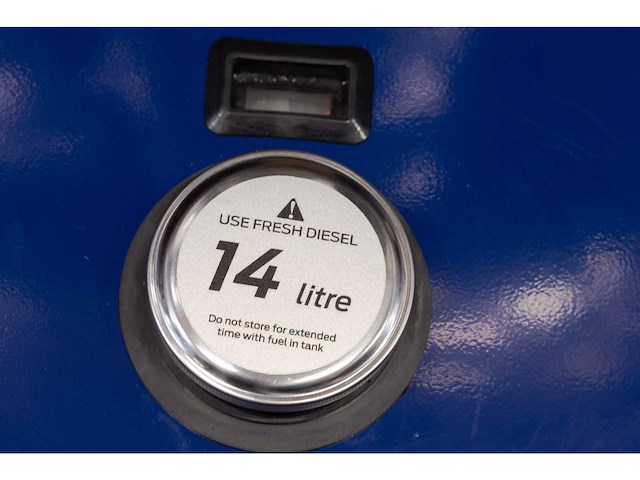 USE FRESH DIESEL
14 litre
Do not store for extended
time with fuel in tank